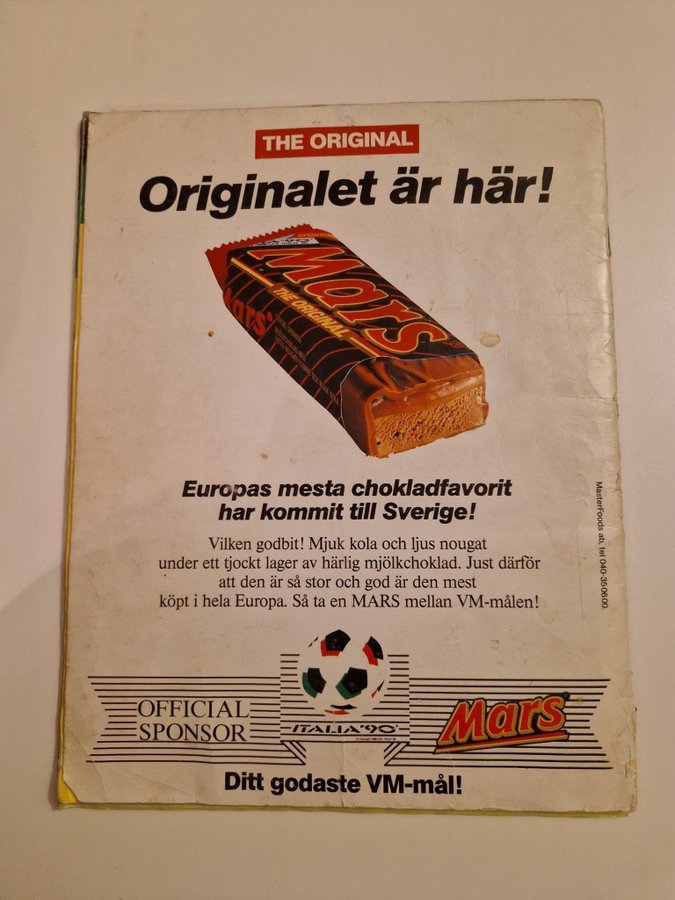 THE ORIGINAL
Originalet är här!
SPONSOR
Mars
THE ORIGINAL
Mars
Europas mesta chokladfavorit
har kommit till Sverige!
Vilken godbit! Mjuk kola och ljus nougat
under ett tjockt lager av härlig mjölkchoklad. Just därför
att den är så stor och god är den mest
köpt i hela Europa. Så ta en MARS mellan VM-målen!
MasterFoods ab, tel 040-35 06 00.
OFFICIAL
SPONSOR
ITALIA'90
Mars
Ditt godaste VM-mål!